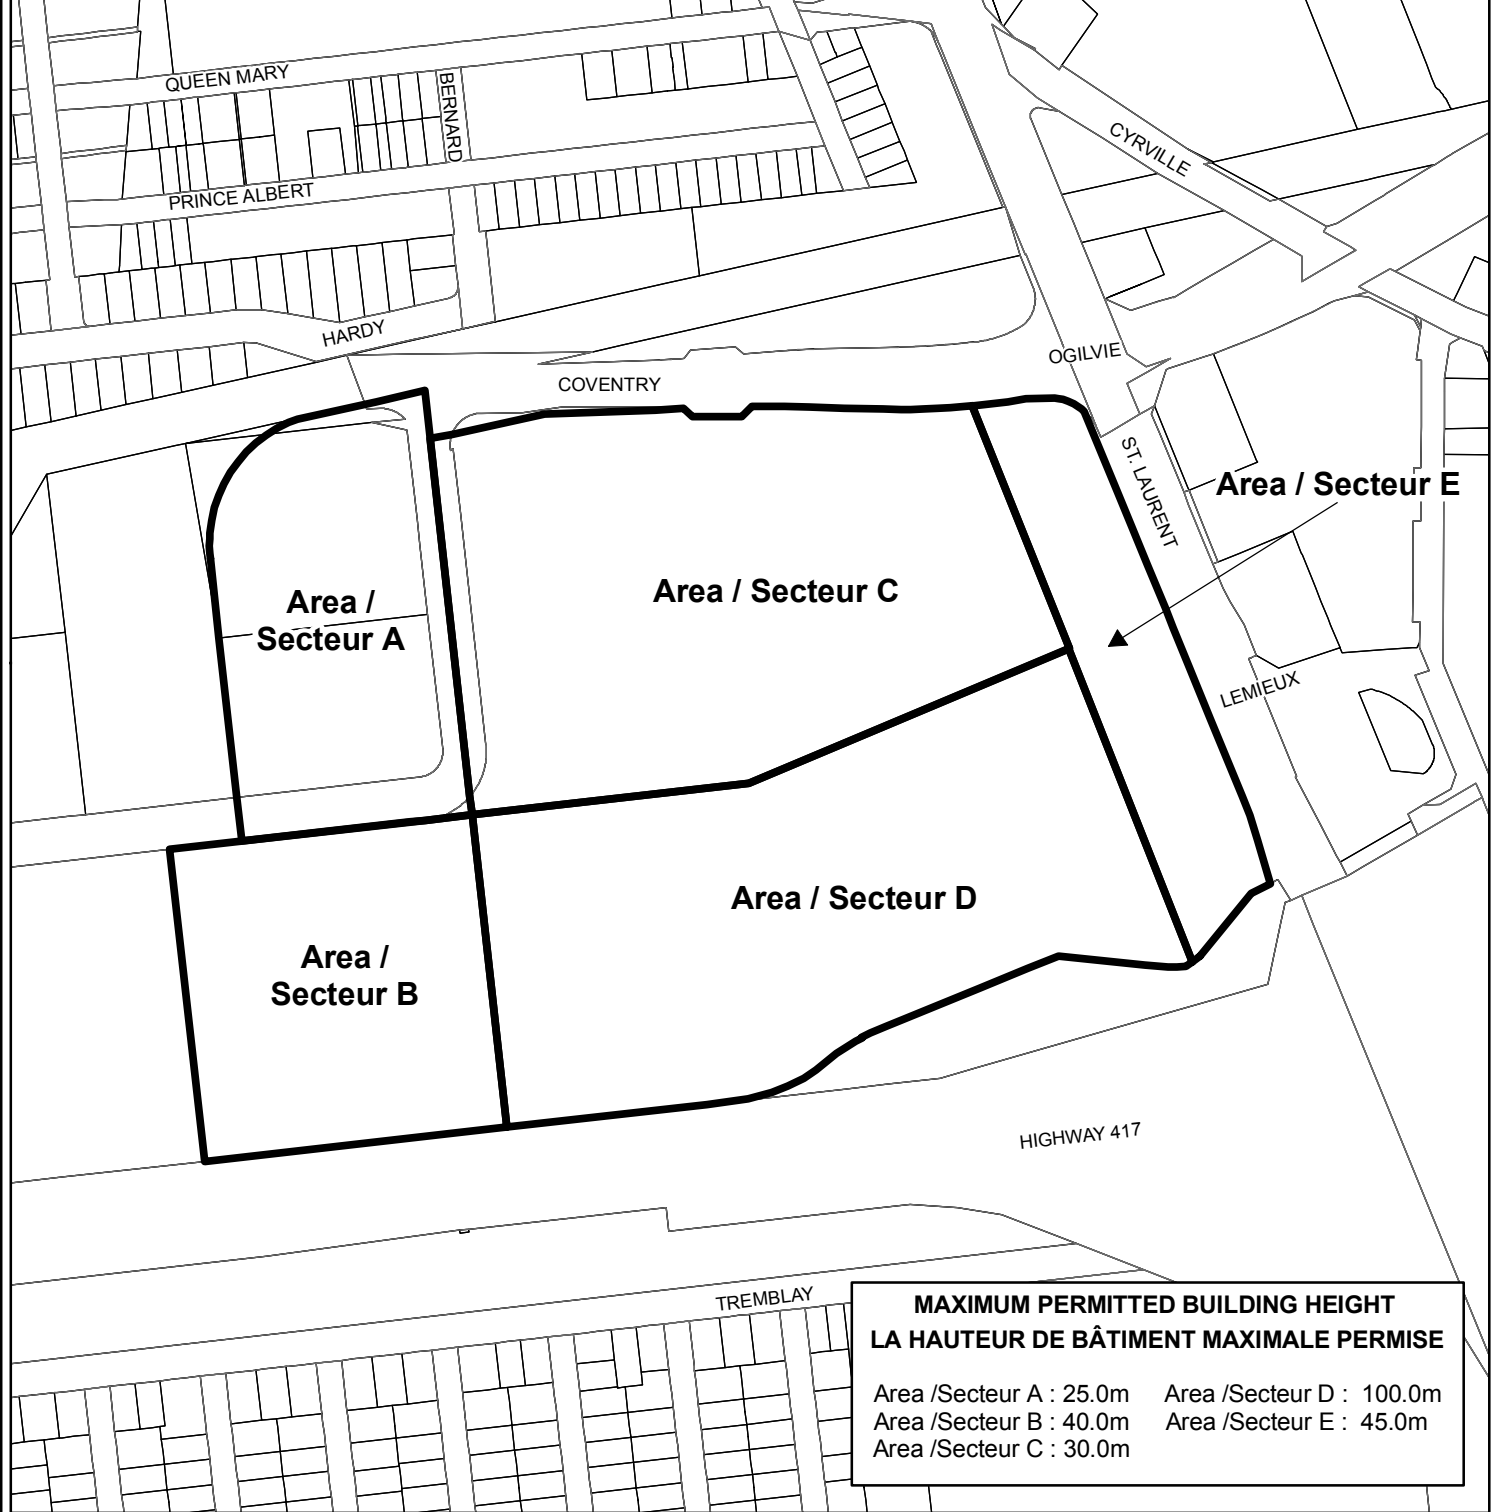 QUEEN MARY
BERNARD
CYRVILLE
PRINCE ALBERT
HARDY
OGILVIE
COVENTRY
ST. LAURENT
Area / Secteur E
Area /
Secteur A
Area / Secteur C
LEMIEUX
Area / Secteur D
Area /
Secteur B
HIGHWAY 417
TREMBLAY
MAXIMUM PERMITTED BUILDING HEIGHT
LA HAUTEUR DE BÂTIMENT MAXIMALE PERMISE
Area /Secteur A : 25.0m Area /Secteur D : 100.0m
Area /Secteur B : 40.0m Area /Secteur E : 45.0m
Area /Secteur C : 30.0m